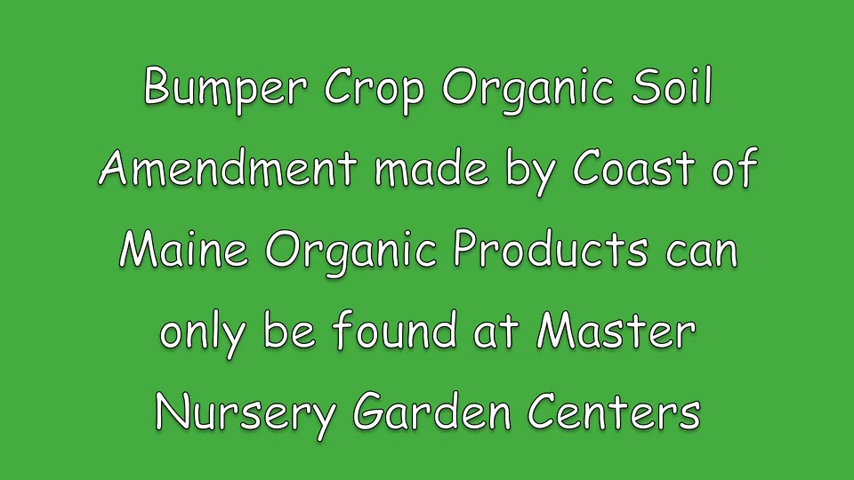 Bumper Crop Organic Soil
Amendment made by Coast of
Maine Organic Products can
only be found at Master
Nursery Garden Centers